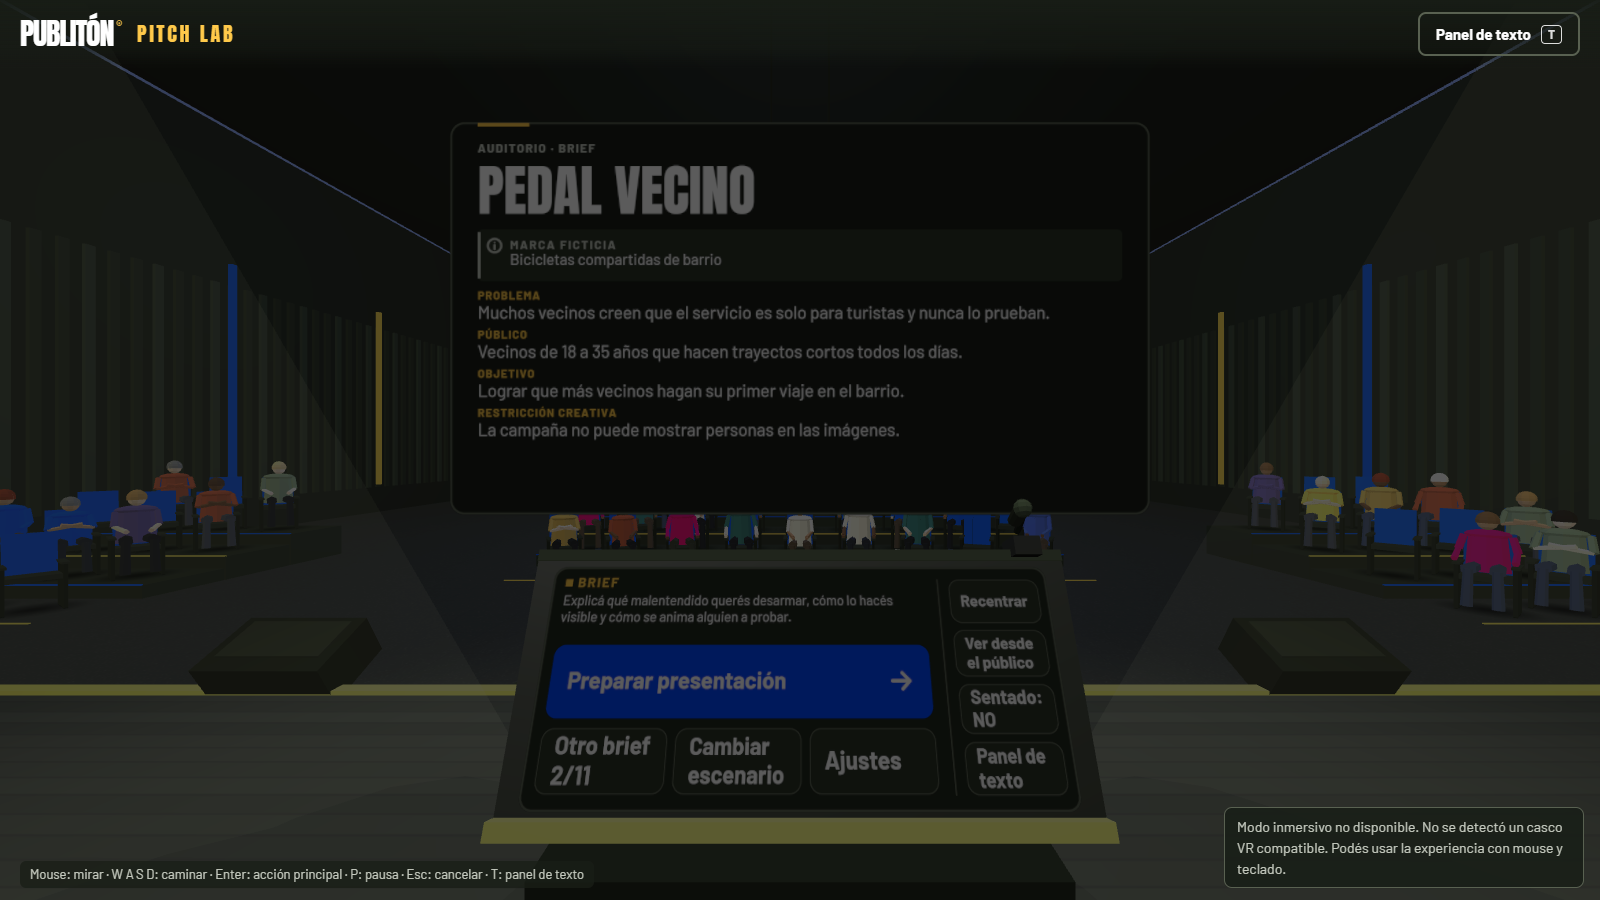 PUBLITÓN PITCH LAB
Panel de texto T
AUDITORIO · BRIEF
PEDAL VECINO
MARCA FICTICIA
Bicicletas compartidas de barrio
PROBLEMA
Muchos vecinos creen que el servicio es solo para turistas y nunca lo prueban.
PÚBLICO
Vecinos de 18 a 35 años que hacen trayectos cortos todos los días.
OBJETIVO
Lograr que más vecinos hagan su primer viaje en el barrio.
RESTRICCIÓN CREATIVA
La campaña no puede mostrar personas en las imágenes.
BRIEF
Explicá qué malentendido querés desarmar, cómo lo hacés
visible y cómo se anima alguien a probar.
Preparar presentación →
Otro brief
2/11
Cambiar
escenario
Ajustes
Recentrar
Ver desde
el público
Sentado:
NO
Panel de
texto
Modo inmersivo no disponible. No se detectó un casco
VR compatible. Podés usar la experiencia con mouse y
teclado.
Mouse: mirar · W A S D: caminar · Enter: acción principal · P: pausa · Esc: cancelar · T: panel de texto